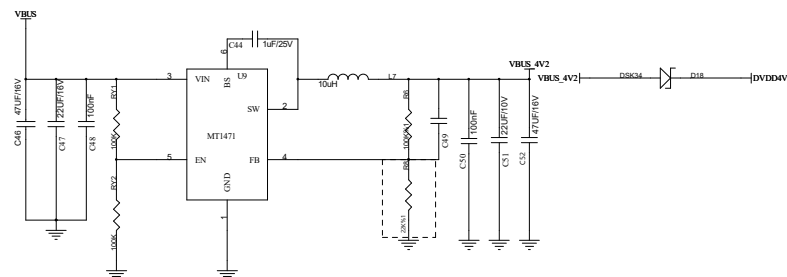 VBUS
C44
1uF/25V
6
BS
U9
3
VIN
SW
2
10uH
L7
VBUS_4V2
VBUS_4V2
DSK34
D18
DVDD4V
C46
47UF/16V
C47
22UF/16V
C48
100nF
RY1
100K
MT1471
5
EN
FB
4
GND
1
RY2
100K
R6
100K%1
C49
R8
22K%1
C50
100nF
C51
22UF/10V
C52
47UF/16V